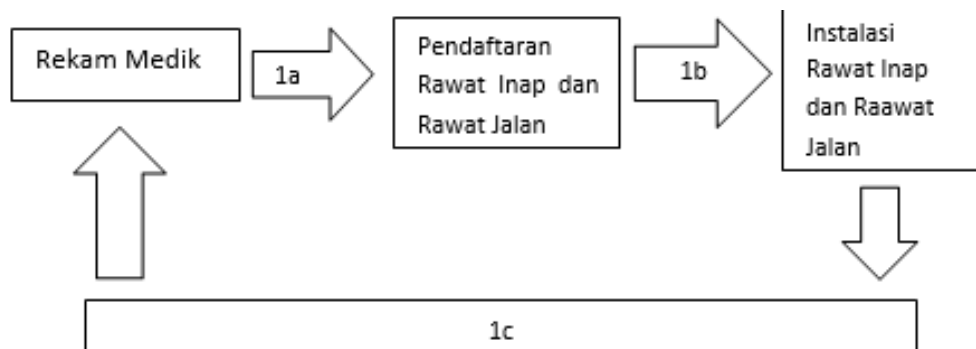 Rekam Medik
1a
Pendaftaran
Rawat Inap dan
Rawat Jalan
1b
Instalasi
Rawat Inap
dan Raawat
Jalan
1c